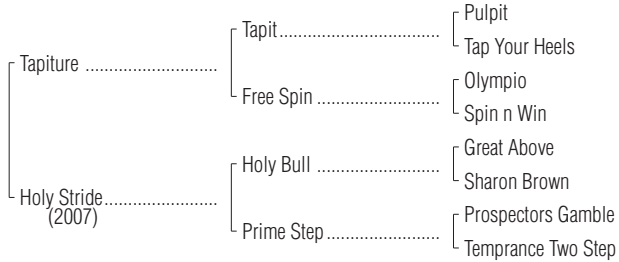 Pulpit
Tapit
Tap Your Heels
Tapiture
Olympio
Free Spin
Spin n Win
Great Above
Holy Bull
Sharon Brown
Holy Stride
(2007)
Prospectors Gamble
Prime Step
Temprance Two Step